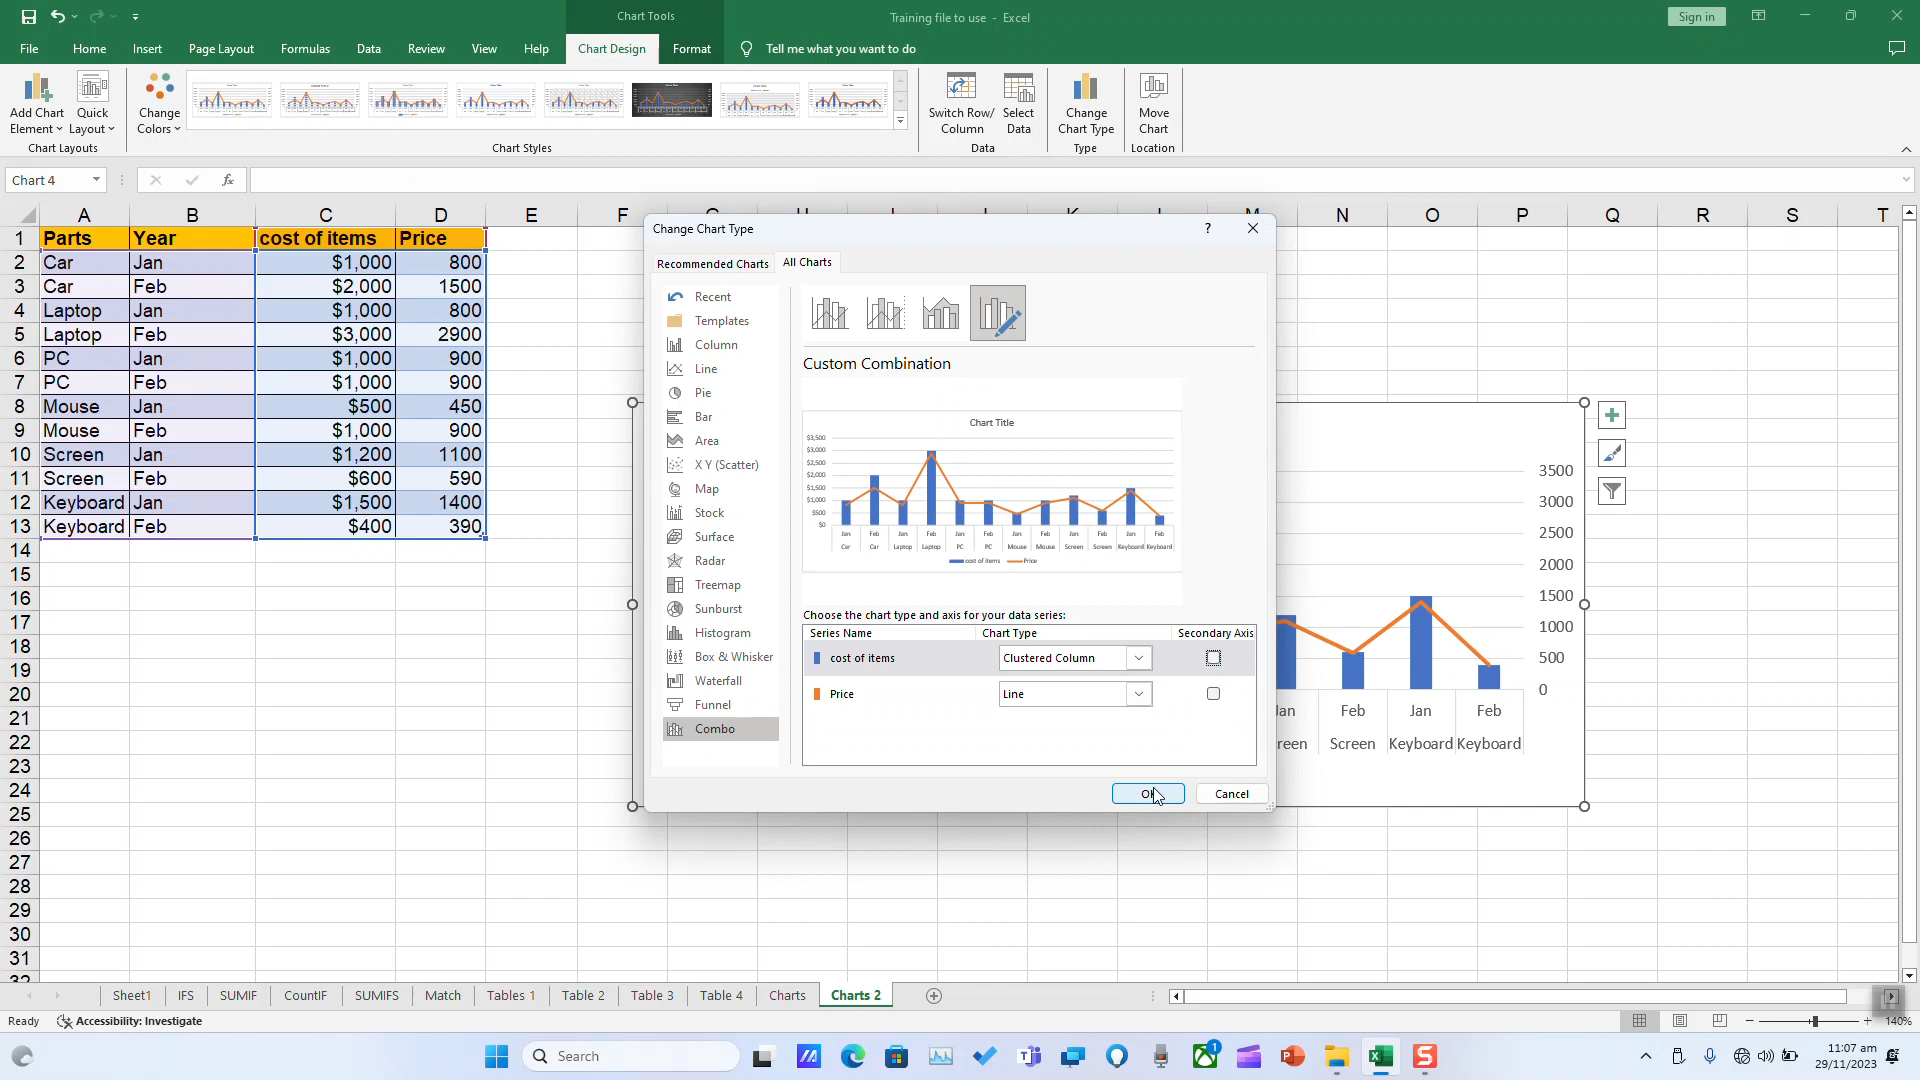 Chart Tools
Training file to use - Excel
Sign in
File Home Insert Page Layout Formulas Data Review View Help Chart Design Format Tell me what you want to do
Add Chart Element
Quick Layout
Change Colors
Switch Row/ Column
Select Data
Change Chart Type
Move Chart
Chart Layouts
Chart Styles
Data
Type
Location
Chart 4
fx
A B C D E F M N O P Q R S T
1 Parts Year cost of items Price
2 Car Jan $1,000 800
3 Car Feb $2,000 1500
4 Laptop Jan $1,000 800
5 Laptop Feb $3,000 2900
6 PC Jan $1,000 900
7 PC Feb $1,000 900
8 Mouse Jan $500 450
9 Mouse Feb $1,000 900
10 Screen Jan $1,200 1100
11 Screen Feb $600 590
12 Keyboard Jan $1,500 1400
13 Keyboard Feb $400 390
14
15
16
17
18
19
20
21
22
23
24
25
26
27
28
29
30
31
32
Change Chart Type
?
Recommended Charts All Charts
Recent
Templates
Column
Line
Pie
Bar
Area
X Y (Scatter)
Map
Stock
Surface
Radar
Treemap
Sunburst
Histogram
Box & Whisker
Waterfall
Funnel
Combo
Custom Combination
Chart Title
$3,500
$3,000
$2,500
$2,000
$1,500
$1,000
$500
$0
Jan Feb Jan Feb Jan Feb Jan Feb Jan Feb Jan Feb
Car Car Laptop Laptop PC PC Mouse Mouse Screen Screen Keyboard Keyboard
cost of items Price
Choose the chart type and axis for your data series:
Series Name Chart Type Secondary Axis
cost of items Clustered Column
Price Line
OK Cancel
3500
3000
2500
2000
1500
1000
500
0
Jan Feb Jan Feb
reen Screen Keyboard Keyboard
Sheet1 IFS SUMIF CountIF SUMIFS Match Tables 1 Table 2 Table 3 Table 4 Charts Charts 2
Ready Accessibility: Investigate
140%
Search
1
11:07 am
29/11/2023